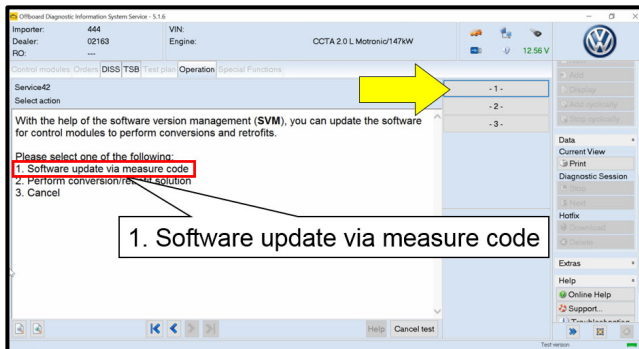 Offboard Diagnostic Information System Service - 5.1.6
Importer: 444 VIN:
Dealer: 02163 Engine: CCTA 2.0 L Motronic/147kW
RO: ---
12.56 V
Control modules Orders DISS TSB Test plan Operation Special Functions
Service42
Select action
With the help of the software version management (SVM), you can update the software
for control modules to perform conversions and retrofits.
Please select one of the following:
1. Software update via measure code
2. Perform conversion/retrofit solution
3. Cancel
1. Software update via measure code
- 1 -
- 2 -
- 3 -
Help Cancel test
Add
Display
Add cyclically
Stop cyclically
Data
Current View
Print
Diagnostic Session
Stop
Next
Hotfix
Download
Delete
Extras
Help
Online Help
Support...
Test version